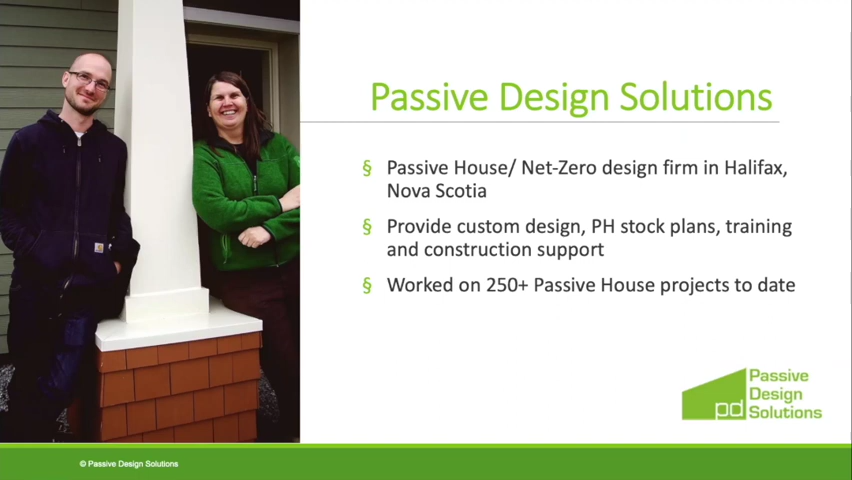 Passive Design Solutions
§ Passive House/ Net-Zero design firm in Halifax,
Nova Scotia
§ Provide custom design, PH stock plans, training
and construction support
§ Worked on 250+ Passive House projects to date
pd
Passive
Design
Solutions
© Passive Design Solutions